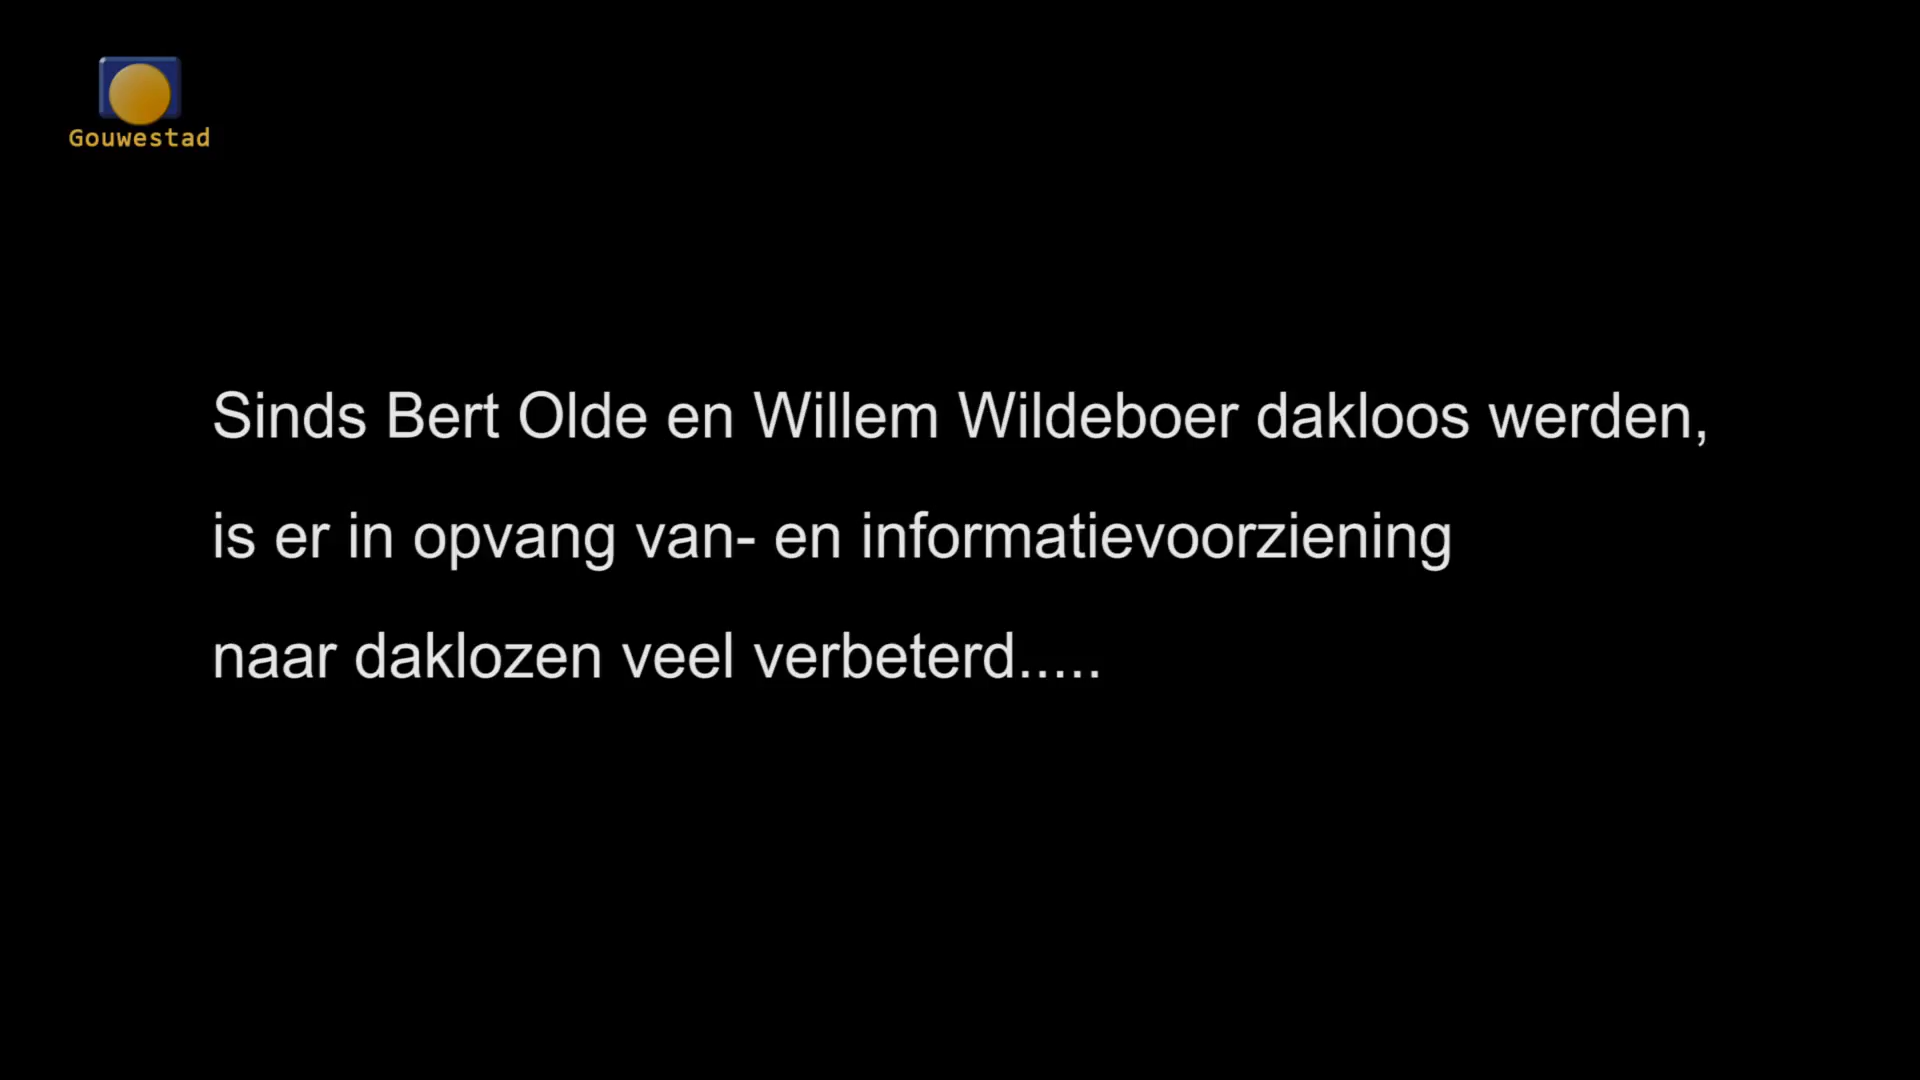 Gouwestad
Sinds Bert Olde en Willem Wildeboer dakloos werden,
is er in opvang van- en informatievoorziening
naar daklozen veel verbeterd.....